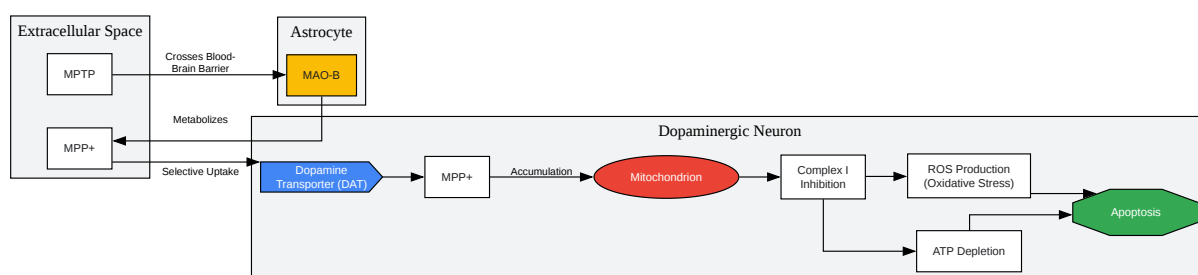 Extracellular Space
MPTP
Crosses Blood-
Brain Barrier
Astrocyte
MAO-B
Metabolizes
MPP+
Selective Uptake
Dopaminergic Neuron
Dopamine
Transporter (DAT)
MPP+
Accumulation
Mitochondrion
Complex I
Inhibition
ROS Production
(Oxidative Stress)
Apoptosis
ATP Depletion